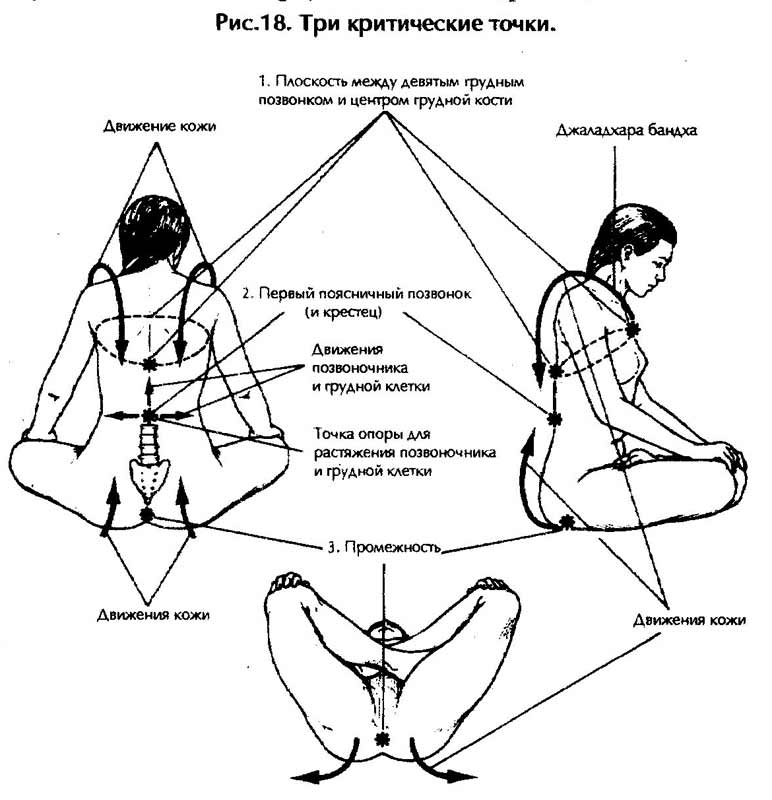 Рис.18. Три критические точки.
1. Плоскость между девятым грудным
позвонком и центром грудной кости
Движение кожи
Джаладхара бандха
2. Первый поясничный позвонок
(и крестец)
Движения
позвоночника
и грудной клетки
Точка опоры для
растяжения позвоночника
и грудной клетки
3. Промежность
Движения кожи
Движения кожи